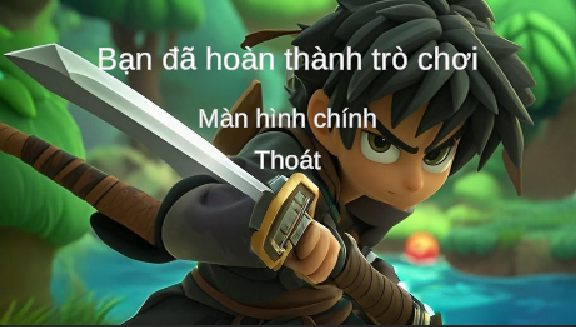 Bạn đã hoàn thành trò chơi
Màn hình chính
Thoát